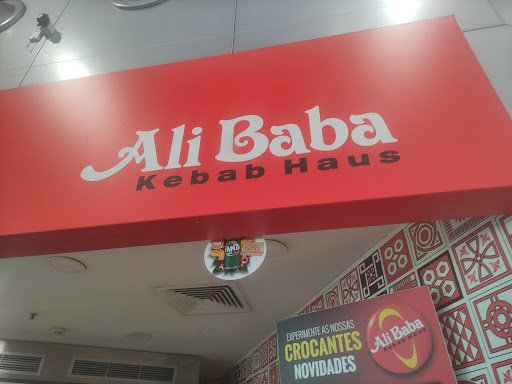 Ali Baba
Kebab Haus
EXPERIMENTE AS NOSSAS
CROCANTES
NOVIDADES
Ali Baba
Kebab Haus